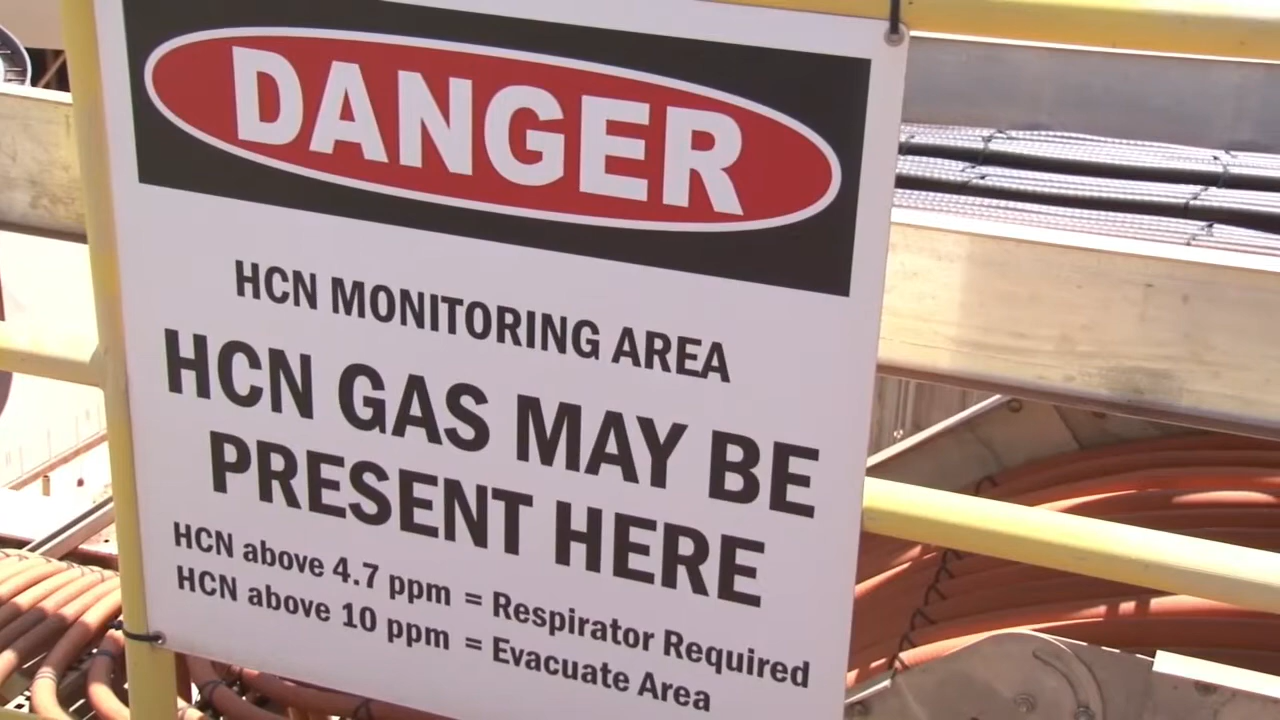 DANGER
HCN MONITORING AREA
HCN GAS MAY BE
PRESENT HERE
HCN above 4.7 ppm = Respirator Required
HCN above 10 ppm = Evacuate Area